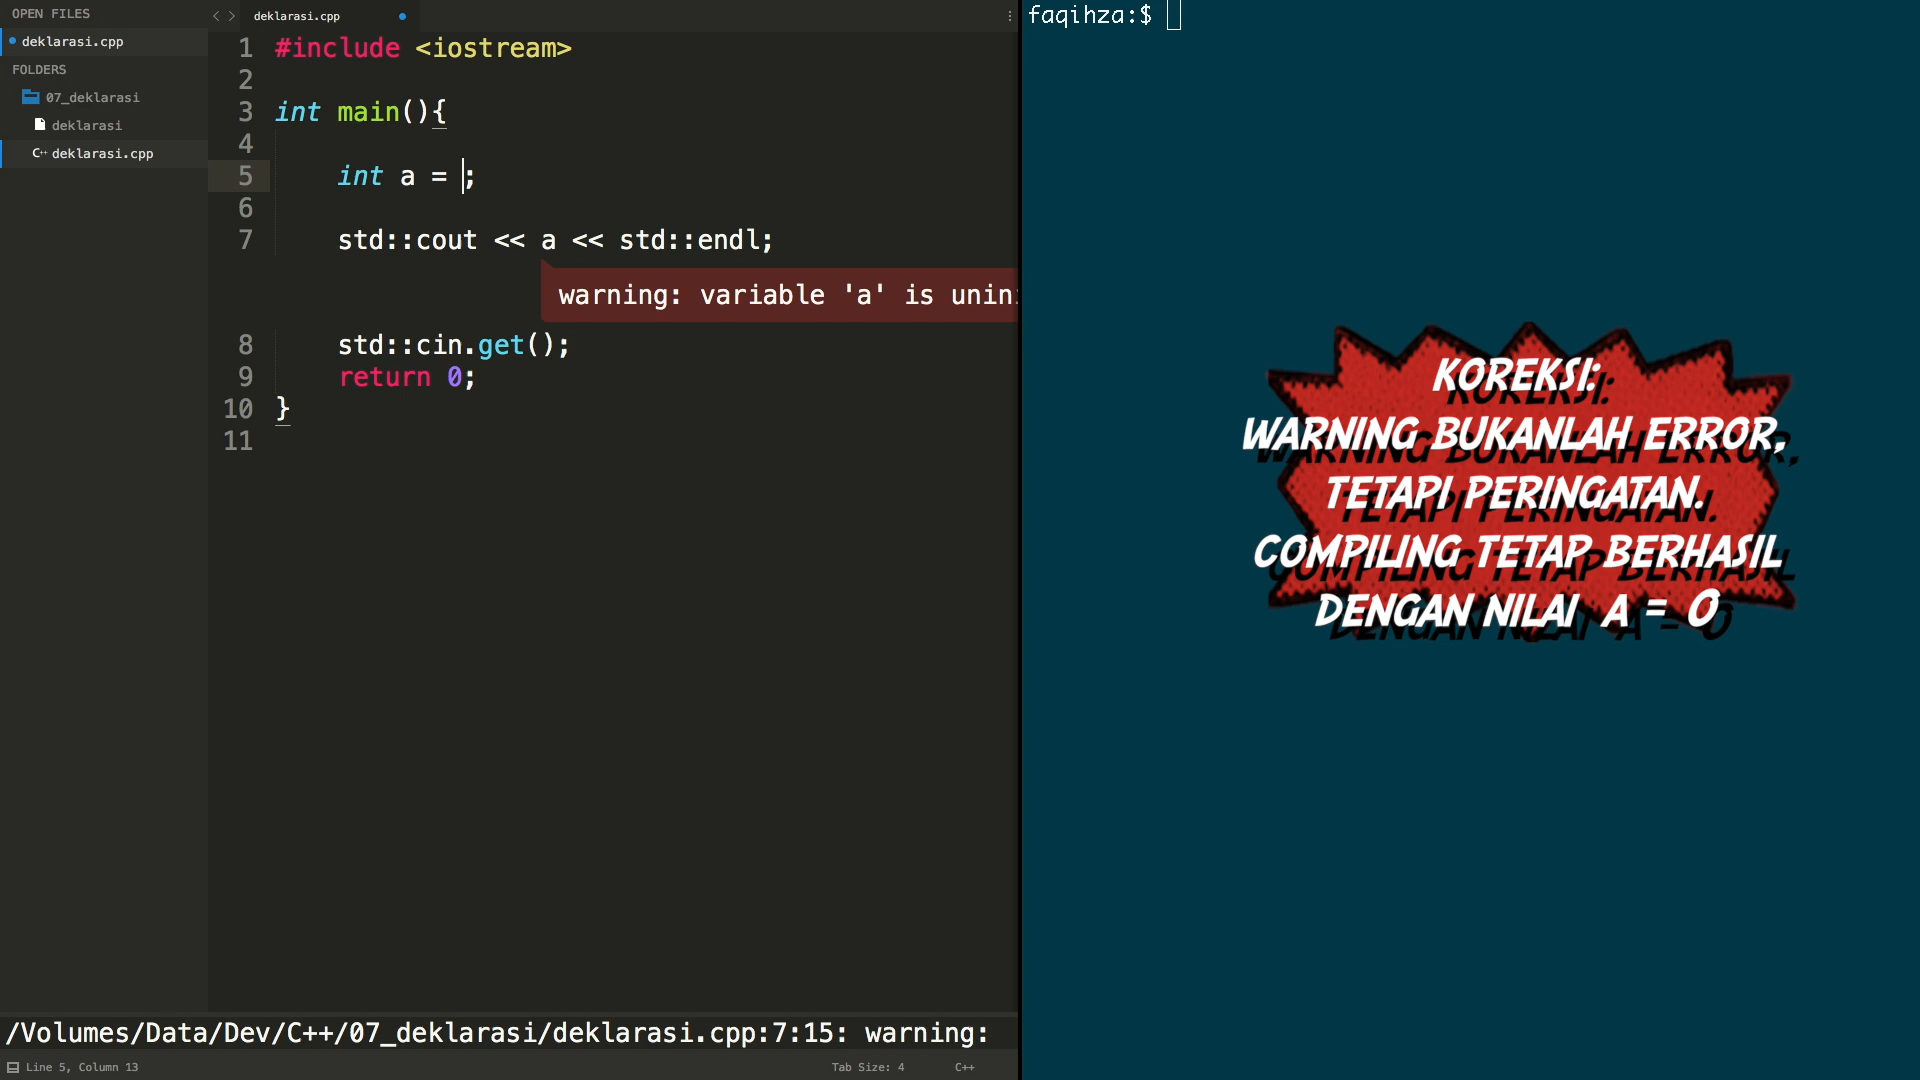 OPEN FILES
deklarasi.cpp
FOLDERS
07_deklarasi
deklarasi
C++ deklarasi.cpp
deklarasi.cpp
1 #include <iostream>
2
3 int main(){
4
5 int a = ;
6
7 std::cout << a << std::endl;
warning: variable 'a' is unin
8 std::cin.get();
9 return 0;
10 }
11
/Volumes/Data/Dev/C++/07_deklarasi/deklarasi.cpp:7:15: warning:
Line 5, Column 13
Tab Size: 4
C++
faqihza:$
KOREKSI:
WARNING BUKANLAH ERROR,
TETAPI PERINGATAN.
COMPILING TETAP BERHASIL
DENGAN NILAI A = 0